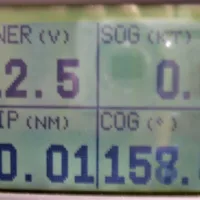 NER (V) SOG (KT)
2.5 0.
IP (NM) COG (°)
0.01 158.